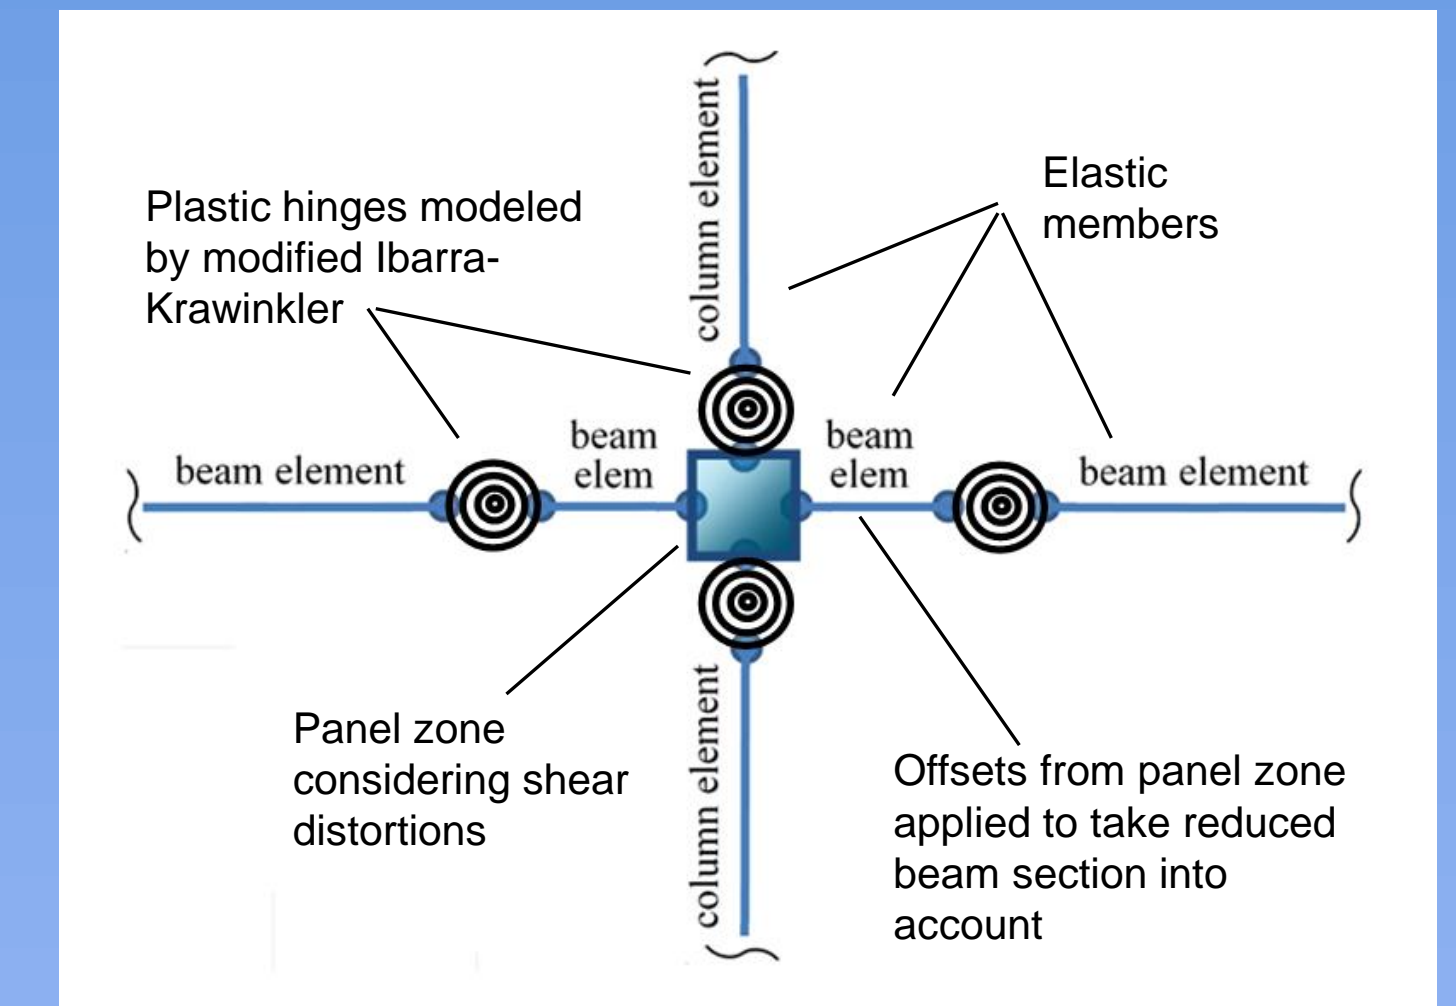 column element
Elastic
members
Plastic hinges modeled
by modified Ibarra-
Krawinkler
beam element
beam
elem
beam
elem
beam element
column element
Panel zone
considering shear
distortions
Offsets from panel zone
applied to take reduced
beam section into
account